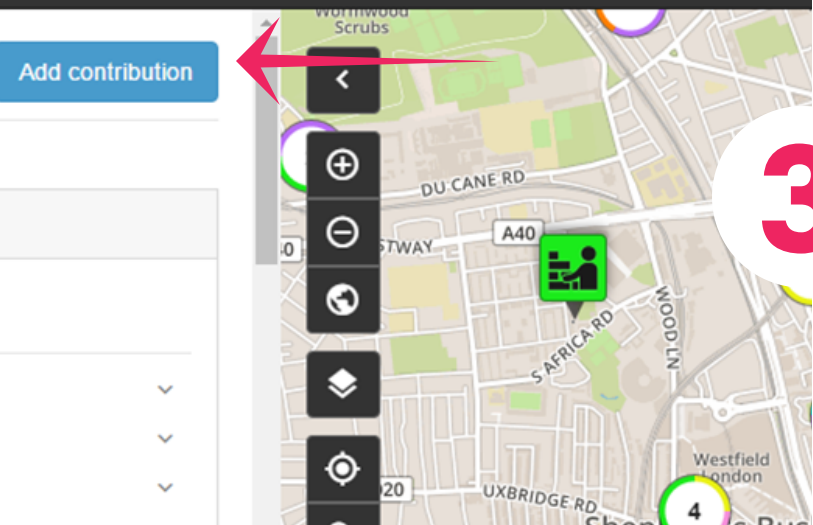 Wormwood
Scrubs
Add contribution
DU CANE RD
3
A40
STWAY
WOOD LN
S AFRICA RD
Westfield
London
UXBRIDGE RD
4